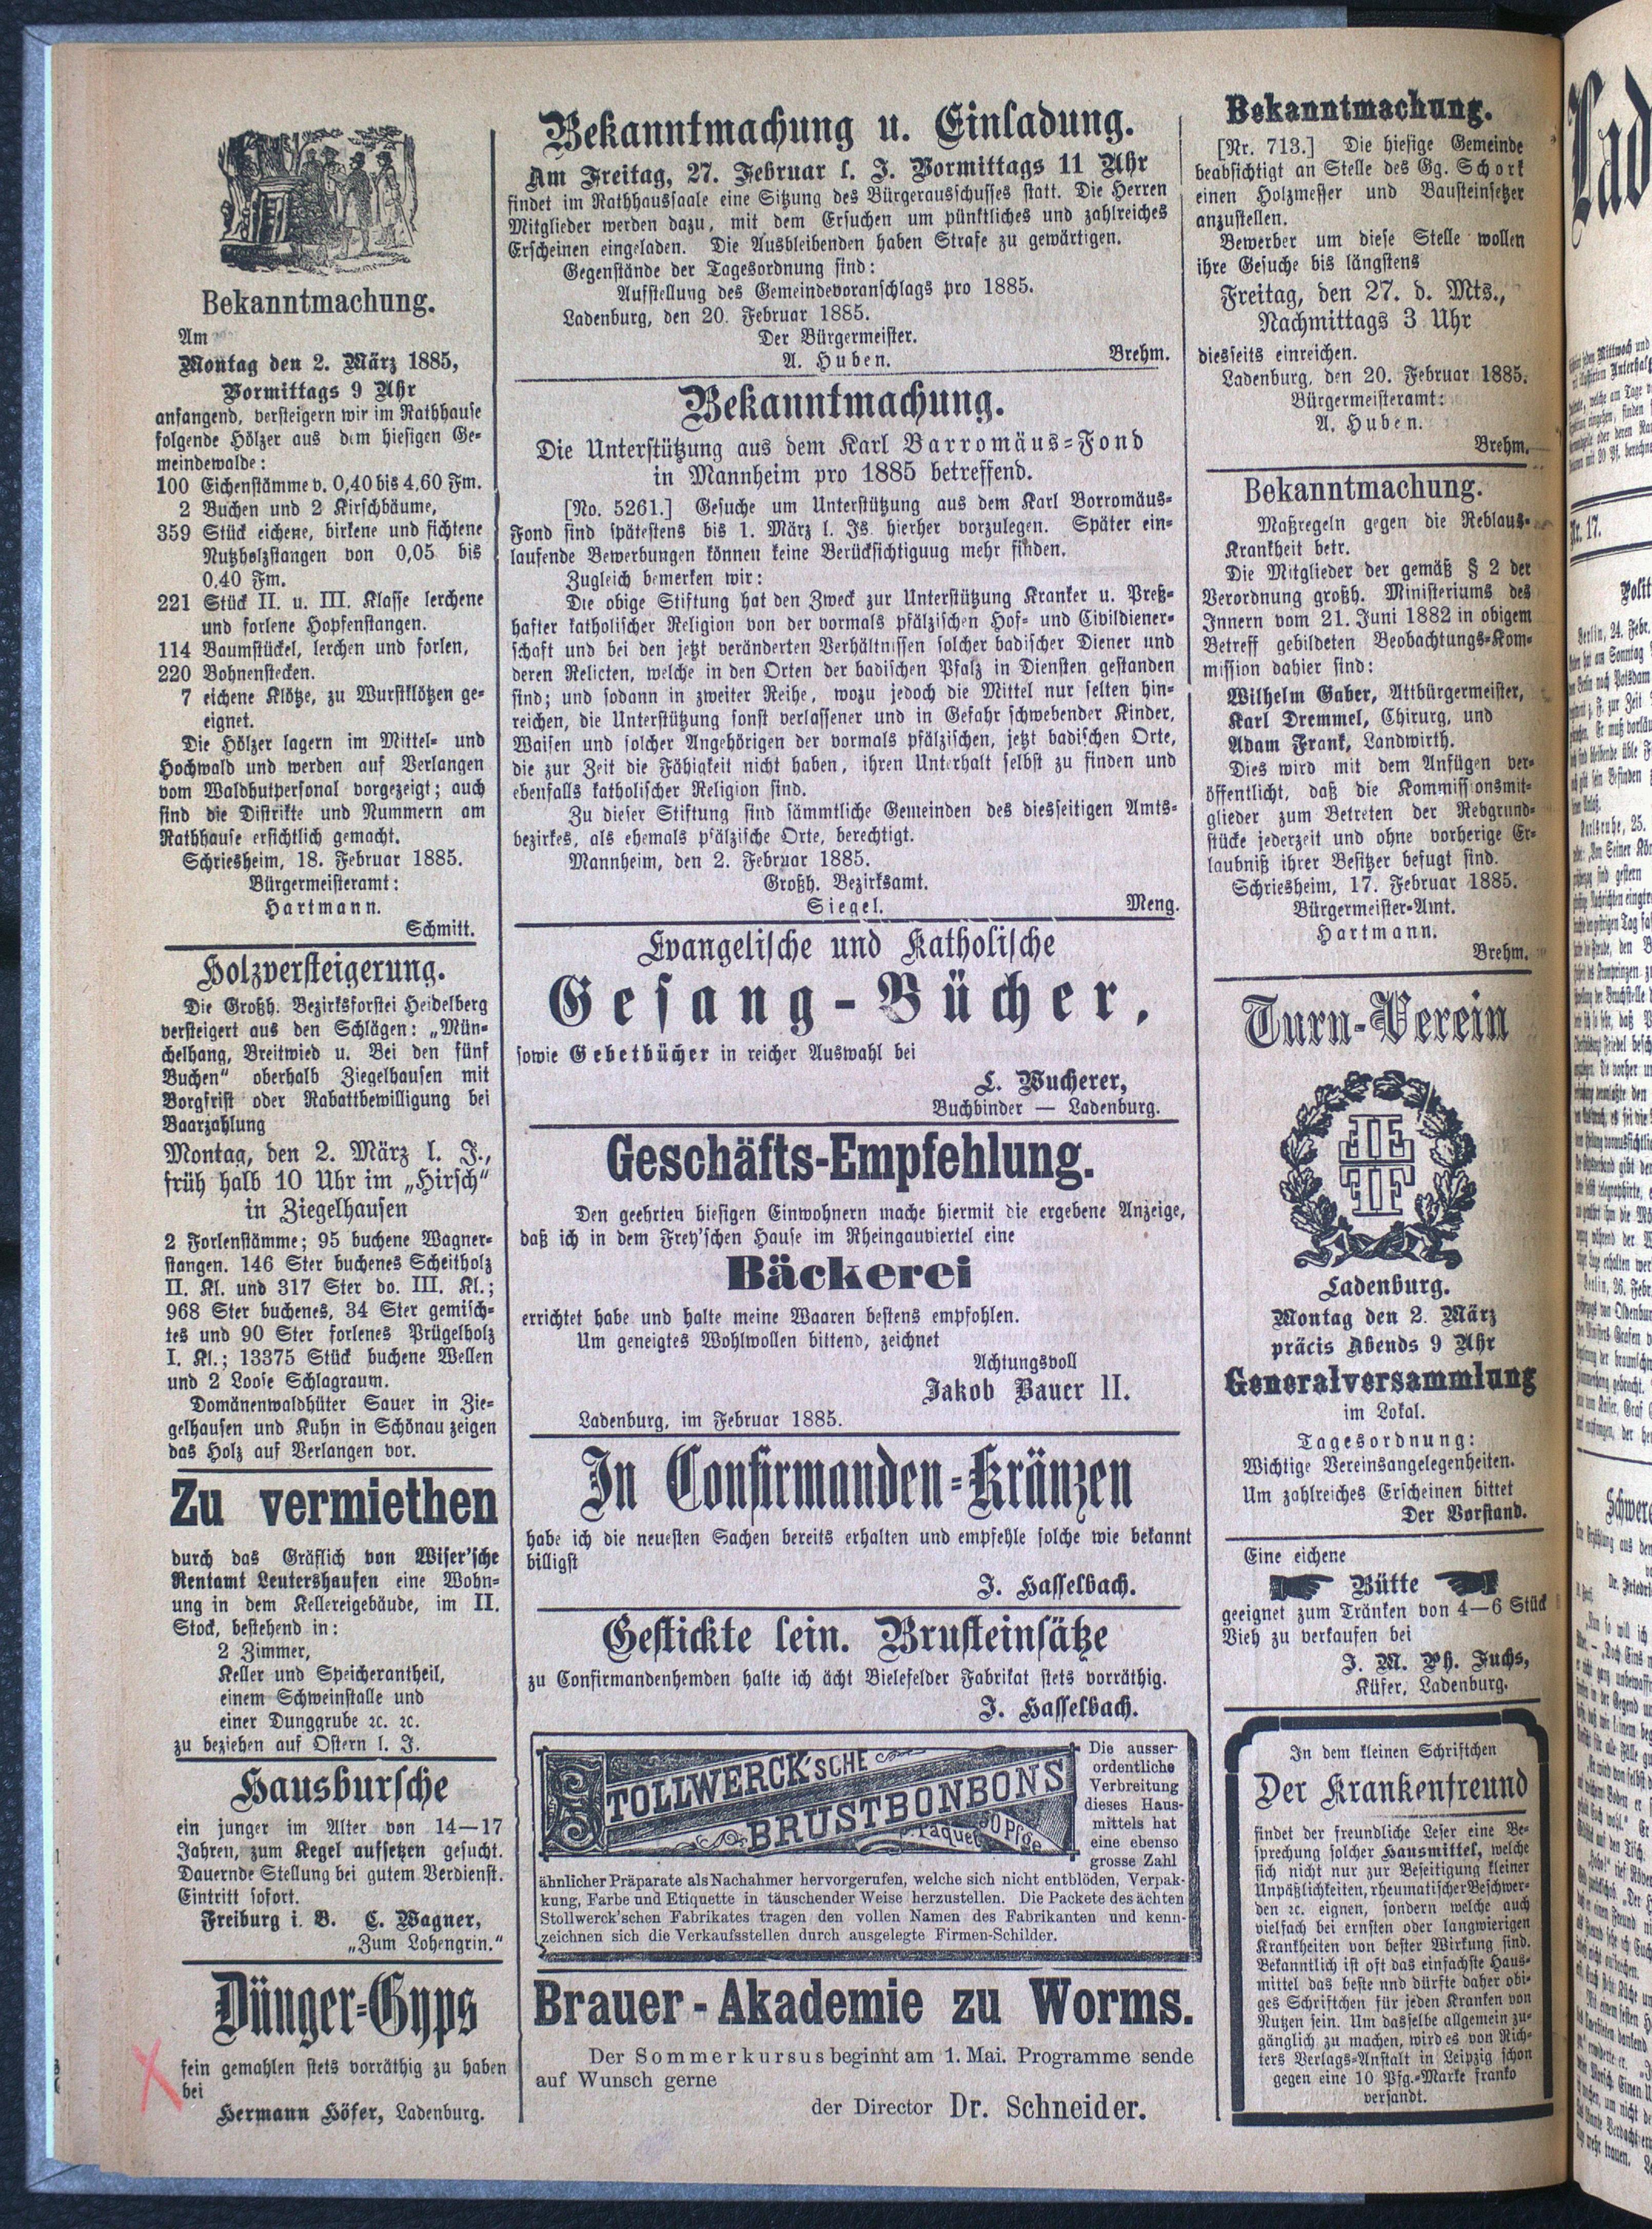 Bekanntmachung.
Am
Montag den 2. März 1885,
Vormittags 9 Uhr
anfangend, versteigern wir im Rathhause
folgende Hölzer aus dem hiesigen Ge-
meindewalde:
100 Eichenstämme v. 0,40 bis 4,60 Fm.
2 Buchen und 2 Kirschbäume,
359 Stück eichene, birkene und fichtene
Nutzholzstangen von 0,05 bis
0,40 Fm.
221 Stück II. u. III. Klasse lerchene
und forlene Hopfenstangen.
114 Baumstückel, lerchen und forlen,
220 Bohnenstecken.
7 eichene Klötze, zu Wurstklötzen ge-
eignet.
Die Hölzer lagern im Mittel- und
Hochwald und werden auf Verlangen
vom Waldhutpersonal vorgezeigt; auch
sind die Distrikte und Nummern am
Rathhause ersichtlich gemacht.
Schriesheim, 18. Februar 1885.
Bürgermeisteramt:
Hartmann.
Schmitt.
Holzversteigerung.
Die Großh. Bezirksforstei Heidelberg
versteigert aus den Schlägen: „Mün-
chelhang, Breitwied u. Bei den fünf
Buchen“ oberhalb Ziegelhausen mit
Borgfrist oder Rabattbewilligung bei
Baarzahlung
Montag, den 2. März l. J.,
früh halb 10 Uhr im „Hirsch“
in Ziegelhausen
2 Forlenstämme; 95 buchene Wagner-
stangen. 146 Ster buchenes Scheitholz
II. Kl. und 317 Ster do. III. Kl.;
968 Ster buchenes, 34 Ster gemisch-
tes und 90 Ster forlenes Prügelholz
I. Kl.; 13375 Stück buchene Wellen
und 2 Loose Schlagraum.
Domänenwaldhüter Sauer in Zie-
gelhausen und Kuhn in Schönau zeigen
das Holz auf Verlangen vor.
Zu vermiethen
durch das Gräflich von Wiser'sche
Rentamt Leutershausen eine Wohn-
ung in dem Kellereigebäude, im II.
Stock, bestehend in:
2 Zimmer,
Keller und Speicherantheil,
einem Schweinstalle und
einer Dunggrube ꝛc. ꝛc.
zu beziehen auf Ostern l. J.
Hausbursche
ein junger im Alter von 14—17
Jahren, zum Kegel aufsetzen gesucht.
Dauernde Stellung bei gutem Verdienst.
Eintritt sofort.
Freiburg i. B. C. Wagner,
„Zum Lohengrin.“
Dünger-Gyps
fein gemahlen stets vorräthig zu haben
bei
Hermann Höfer, Ladenburg.
Bekanntmachung u. Einladung.
Am Freitag, 27. Februar l. J. Vormittags 11 Uhr
findet im Rathhaussaale eine Sitzung des Bürgerausschusses statt. Die Herren
Mitglieder werden dazu, mit dem Ersuchen um pünktliches und zahlreiches
Erscheinen eingeladen. Die Ausbleibenden haben Strafe zu gewärtigen.
Gegenstände der Tagesordnung sind:
Aufstellung des Gemeindevoranschlags pro 1885.
Ladenburg, den 20. Februar 1885.
Der Bürgermeister.
A. Huben. Brehm.
Bekanntmachung.
Die Unterstützung aus dem Karl Barromäus-Fond
in Mannheim pro 1885 betreffend.
[No. 5261.] Gesuche um Unterstützung aus dem Karl Borromäus-
Fond sind spätestens bis 1. März l. Js. hierher vorzulegen. Später ein-
laufende Bewerbungen können keine Berücksichtiguug mehr finden.
Zugleich bemerken wir:
Die obige Stiftung hat den Zweck zur Unterstützung Kranker u. Preß-
hafter katholischer Religion von der vormals pfälzischen Hof- und Civildiener-
schaft und bei den jetzt veränderten Verhältnissen solcher badischer Diener und
deren Relicten, welche in den Orten der badischen Pfalz in Diensten gestanden
sind; und sodann in zweiter Reihe, wozu jedoch die Mittel nur selten hin-
reichen, die Unterstützung sonst verlassener und in Gefahr schwebender Kinder,
Waisen und solcher Angehörigen der vormals pfälzischen, jetzt badischen Orte,
die zur Zeit die Fähigkeit nicht haben, ihren Unterhalt selbst zu finden und
ebenfalls katholischer Religion sind.
Zu dieser Stiftung sind sämmtliche Gemeinden des diesseitigen Amts-
bezirkes, als ehemals pfälzische Orte, berechtigt.
Mannheim, den 2. Februar 1885.
Großh. Bezirksamt.
Siegel. Meng.
Evangelische und Katholische
Gesang-Bücher,
sowie Gebetbücher in reicher Auswahl bei
L. Wucherer,
Buchbinder — Ladenburg.
Geschäfts-Empfehlung.
Den geehrten hiesigen Einwohnern mache hiermit die ergebene Anzeige,
daß ich in dem Frey'schen Hause im Rheingauviertel eine
Bäckerei
errichtet habe und halte meine Waaren bestens empfohlen.
Um geneigtes Wohlwollen bittend, zeichnet
Achtungsvoll
Jakob Bauer II.
Ladenburg, im Februar 1885.
In Confirmanden-Kränzen
habe ich die neuesten Sachen bereits erhalten und empfehle solche wie bekannt
billigst
J. Hasselbach.
Gestickte lein. Brusteinsätze
zu Confirmandenhemden halte ich ächt Bielefelder Fabrikat stets vorräthig.
J. Hasselbach.
STOLLWERCK'SCHE
BRUSTBONBONS
Paquet 50 Pfge
Die ausser-
ordentliche
Verbreitung
dieses Haus-
mittels hat
eine ebenso
grosse Zahl
ähnlicher Präparate als Nachahmer hervorgerufen, welche sich nicht entblöden, Verpak-
kung, Farbe und Etiquette in täuschender Weise herzustellen. Die Packete des ächten
Stollwerck'schen Fabrikates tragen den vollen Namen des Fabrikanten und kenn-
zeichnen sich die Verkaufsstellen durch ausgelegte Firmen-Schilder.
Brauer-Akademie zu Worms.
Der Sommerkursus beginnt am 1. Mai. Programme sende
auf Wunsch gerne
der Director Dr. Schneider.
Bekanntmachung.
[Nr. 713.] Die hiesige Gemeinde
beabsichtigt an Stelle des Gg. Schork
einen Holzmesser und Bausteinsetzer
anzustellen.
Bewerber um diese Stelle wollen
ihre Gesuche bis längstens
Freitag, den 27. d. Mts.,
Nachmittags 3 Uhr
diesseits einreichen.
Ladenburg, den 20. Februar 1885.
Bürgermeisteramt:
A. Huben.
Brehm.
Bekanntmachung.
Maßregeln gegen die Reblaus-
Krankheit betr.
Die Mitglieder der gemäß § 2 der
Verordnung großh. Ministeriums des
Innern vom 21. Juni 1882 in obigem
Betreff gebildeten Beobachtungs-Kom-
mission dahier sind:
Wilhelm Gaber, Altbürgermeister,
Karl Dremmel, Chirurg, und
Adam Frank, Landwirth.
Dies wird mit dem Anfügen ver-
öffentlicht, daß die Kommissionsmit-
glieder zum Betreten der Rebgrund-
stücke jederzeit und ohne vorherige Er-
laubniß ihrer Besitzer befugt sind.
Schriesheim, 17. Februar 1885.
Bürgermeister-Amt.
Hartmann.
Brehm.
Turn-Verein
Ladenburg.
Montag den 2. März
präcis Abends 9 Uhr
Generalversammlung
im Lokal.
Tagesordnung:
Wichtige Vereinsangelegenheiten.
Um zahlreiches Erscheinen bittet
Der Vorstand.
Eine eichene
Bütte
geeignet zum Tränken von 4—6 Stück
Vieh zu verkaufen bei
J. M. Ph. Fuchs,
Küfer, Ladenburg.
In dem kleinen Schriftchen
Der Krankenfreund
findet der freundliche Leser eine Be-
sprechung solcher Hausmittel, welche
sich nicht nur zur Beseitigung kleiner
Unpäßlichkeiten, rheumatischer Beschwer-
den ꝛc. eignen, sondern welche auch
vielfach bei ernsten oder langwierigen
Krankheiten von bester Wirkung sind.
Bekanntlich ist oft das einfachste Haus-
mittel das beste nnd dürfte daher obi-
ges Schriftchen für jeden Kranken von
Nutzen sein. Um dasselbe allgemein zu-
gänglich zu machen, wird es von Rich-
ters Verlags-Anstalt in Leipzig schon
gegen eine 10 Pfg.-Marke franko
versandt.
Nr. 17.
Berlin, 24. Febr.